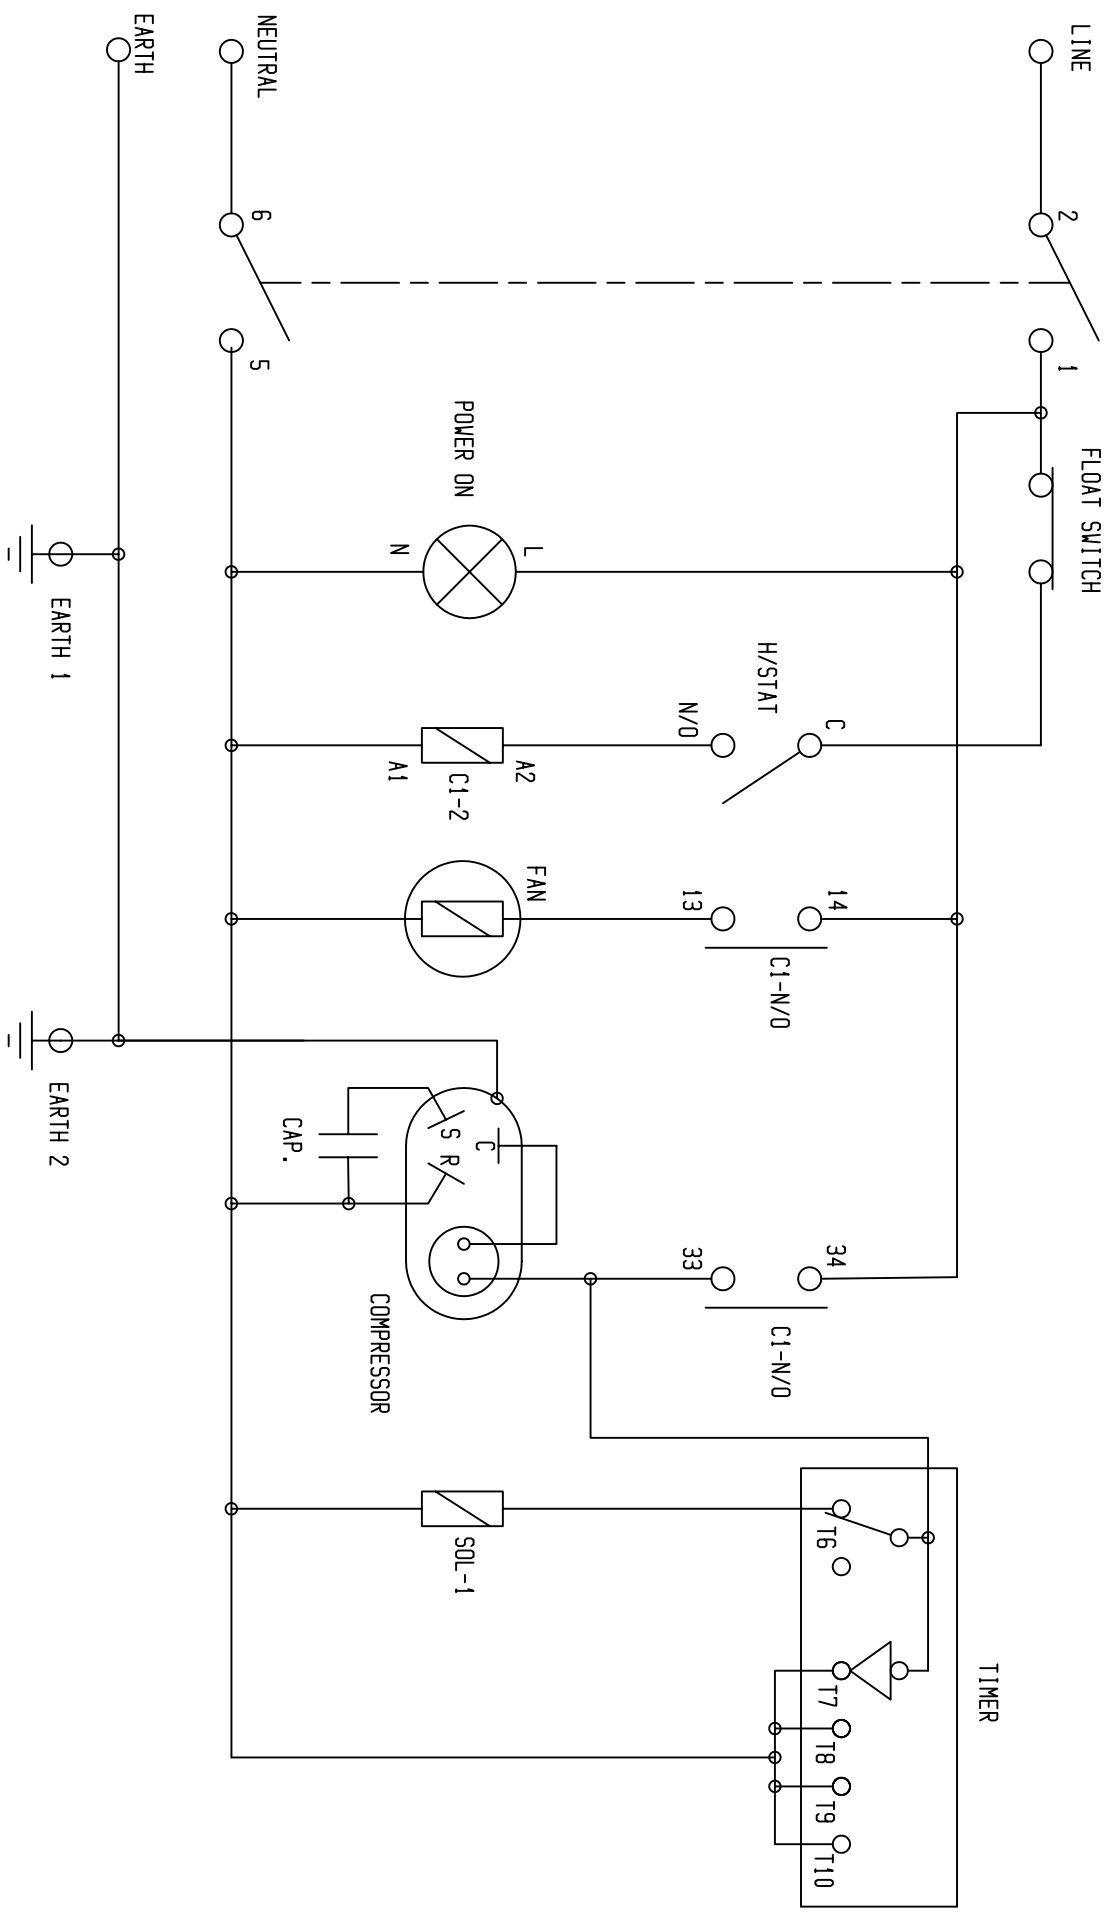 LINE
2
1
FLOAT SWITCH
NEUTRAL
6
5
EARTH
EARTH 1
EARTH 2
POWER ON
L
N
H/STAT
C
N/O
A2
C1-2
A1
FAN
14
13
C1-N/O
C
S
R
CAP.
COMPRESSOR
34
33
C1-N/O
SOL-1
TIMER
T6
T7
T8
T9
T10